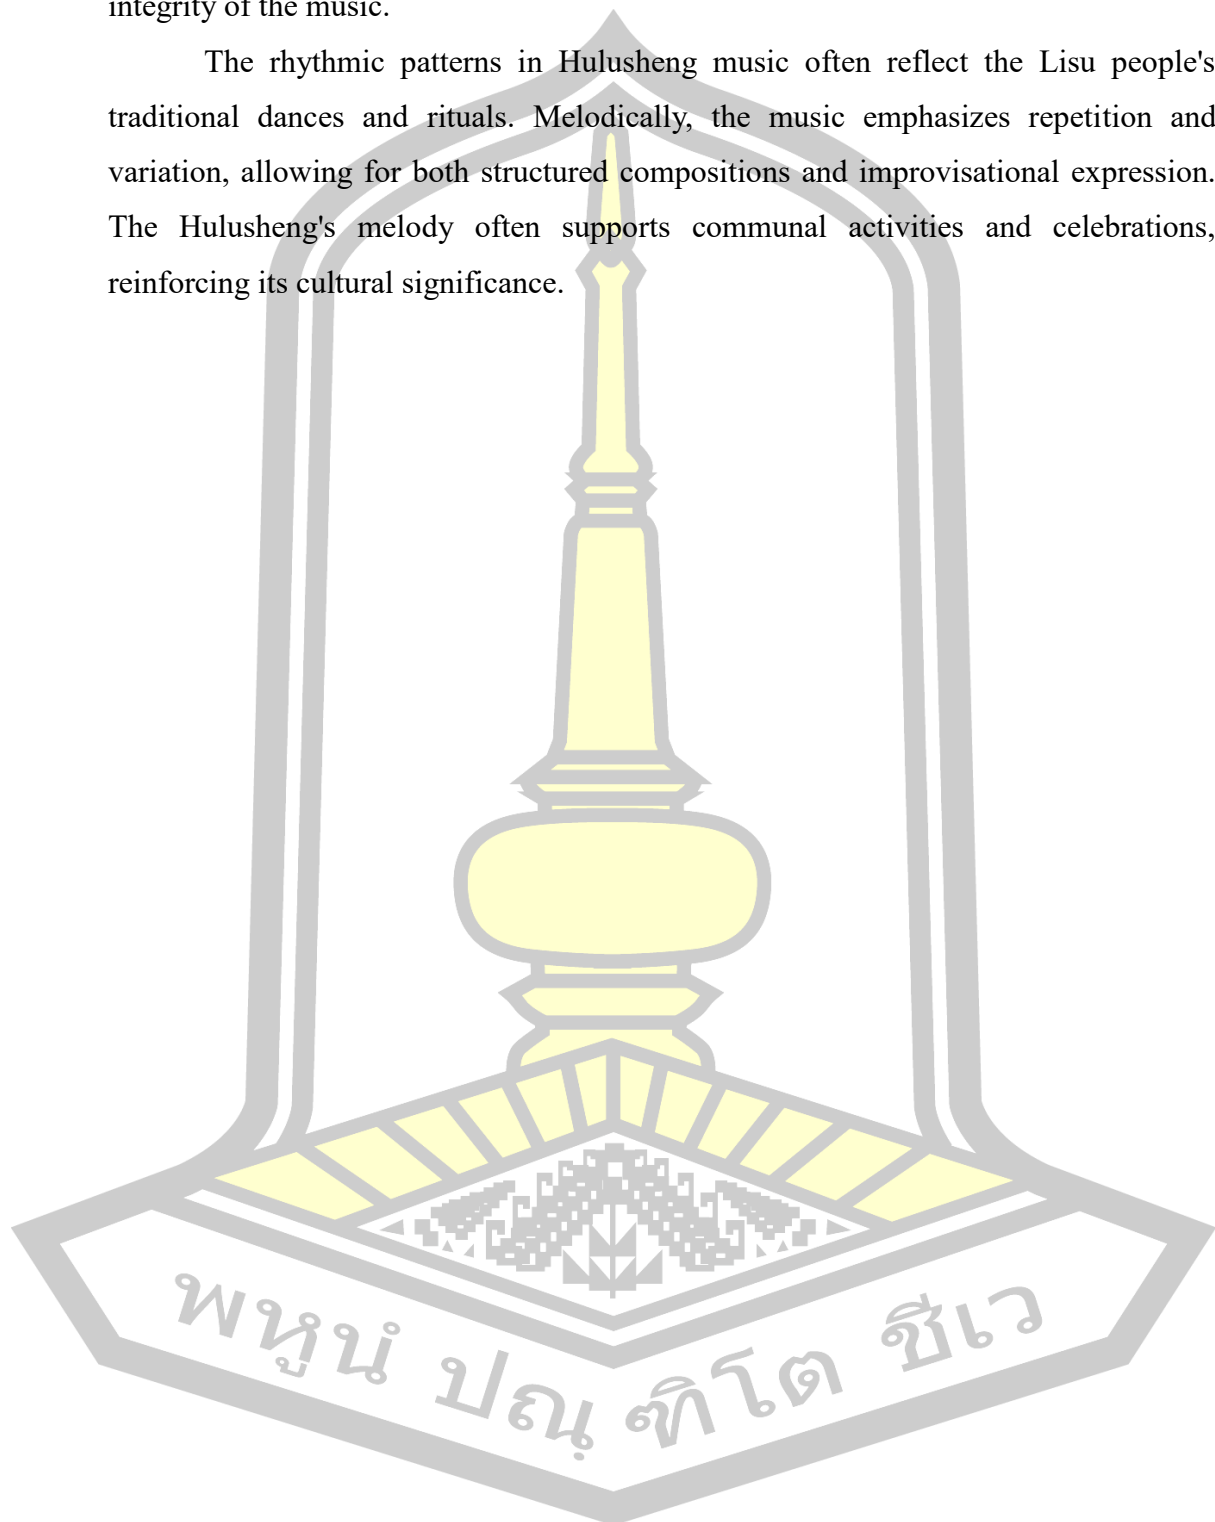 integrity of the music.
The rhythmic patterns in Hulusheng music often reflect the Lisu people's
traditional dances and rituals. Melodically, the music emphasizes repetition and
variation, allowing for both structured compositions and improvisational expression.
The Hulusheng's melody often supports communal activities and celebrations,
reinforcing its cultural significance.
พหูนํ ปณฺ ฑิโต ชีเว